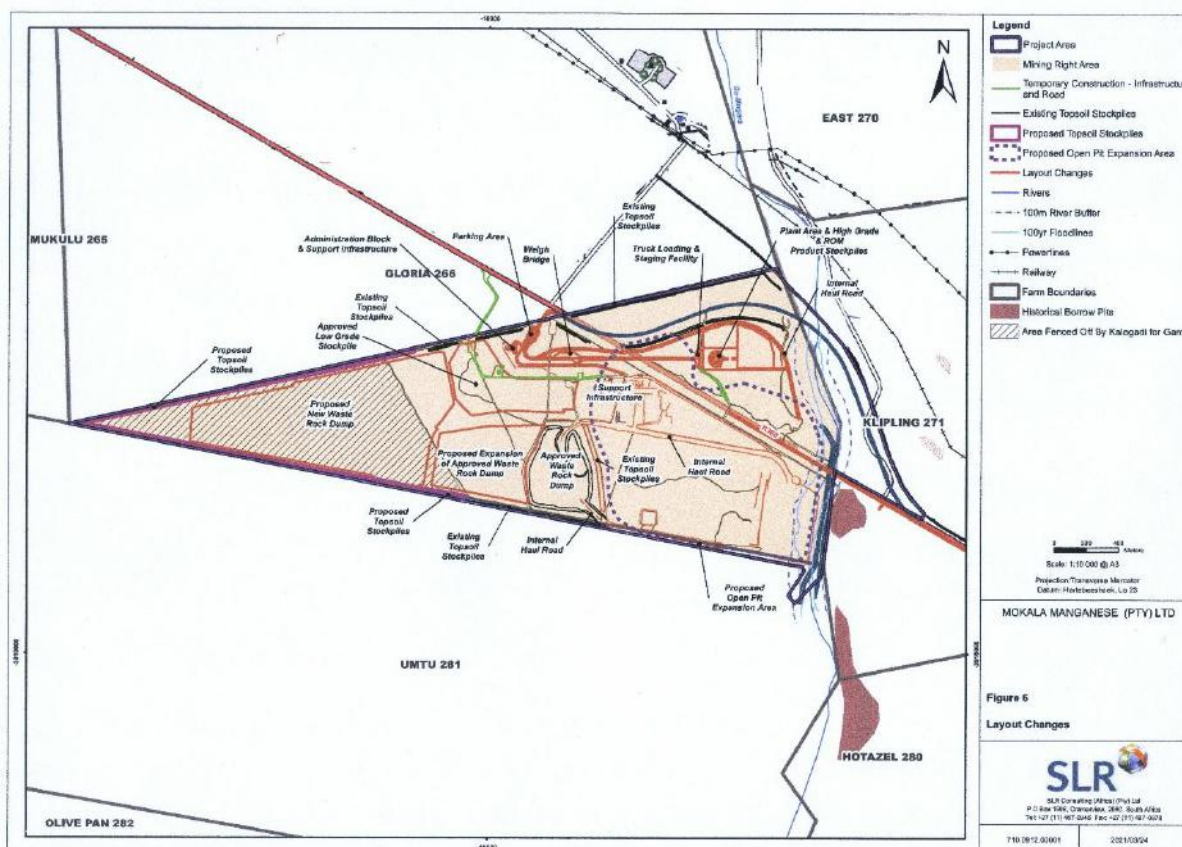 -10000
N
EAST 270
MUKULU 265
GLORIA 266
Administration Block
& Support Infrastructure
Parking Area
Weigh
Bridge
Existing
Topsoil
Stockpiles
Truck Loading &
Staging Facility
Plant Area & High Grade
& ROM
Product Stockpiles
Internal
Haul Road
Existing
Topsoil
Stockpiles
Approved
Low Grade
Stockpile
Proposed
Topsoil
Stockpiles
Proposed
New Waste
Rock Dump
Support
Infrastructure
KLIPLING 271
Proposed Expansion
of Approved Waste
Rock Dump
Approved
Waste
Rock
Dump
Existing
Topsoil
Stockpiles
Internal
Haul Road
Proposed
Topsoil
Stockpiles
Existing
Topsoil
Stockpiles
Internal
Haul Road
Proposed
Open Pit
Expansion Area
UMTU 281
HOTAZEL 280
OLIVE PAN 282
Legend
Project Area
Mining Right Area
Temporary Construction - Infrastructu
and Road
Existing Topsoil Stockpiles
Proposed Topsoil Stockpiles
Proposed Open Pit Expansion Area
Layout Changes
Rivers
100m River Buffer
100yr Floodlines
Powerlines
Railway
Farm Boundaries
Historical Borrow Pits
Area Fenced Off By Kalagadi for Gam
Scale: 1:10 000 @ A3
Projection: Transverse Mercator
Datum: Hartebeesthoek, Lo 23
MOKALA MANGANESE (PTY) LTD
Figure 6
Layout Changes
SLR
SLR Consulting (Africa) (Pty) Ltd
2021/03/24